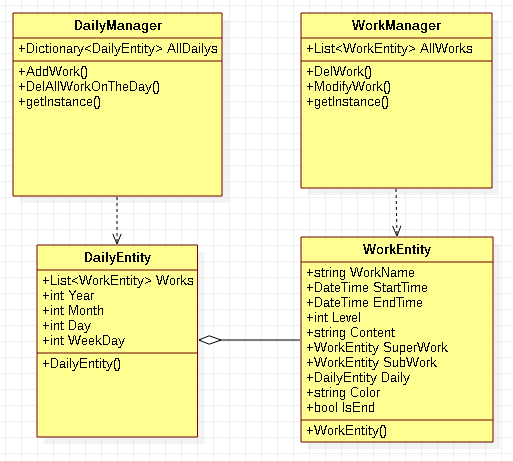 DailyManager
+Dictionary<DailyEntity> AllDailys
+AddWork()
+DelAllWorkOnTheDay()
+getInstance()
WorkManager
+List<WorkEntity> AllWorks
+DelWork()
+ModifyWork()
+getInstance()
DailyEntity
+List<WorkEntity> Works
+int Year
+int Month
+int Day
+int WeekDay
+DailyEntity()
WorkEntity
+string WorkName
+DateTime StartTime
+DateTime EndTime
+int Level
+string Content
+WorkEntity SuperWork
+WorkEntity SubWork
+DailyEntity Daily
+string Color
+bool IsEnd
+WorkEntity()